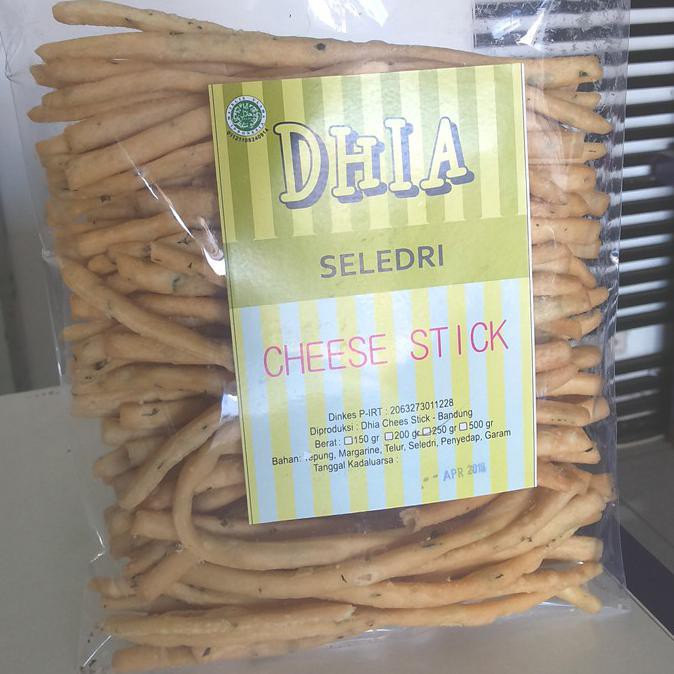 DHIA
SELEDRI
CHEESE STICK
Dinkes P-IRT : 2063273011228
Diproduksi : Dhia Chees Stick - Bandung
Berat : 150 gr 200 gr 250 gr 500 gr
Bahan: Tepung, Margarine, Telur, Seledri, Penyedap, Garam
Tanggal Kadaluarsa :
-- APR 2018